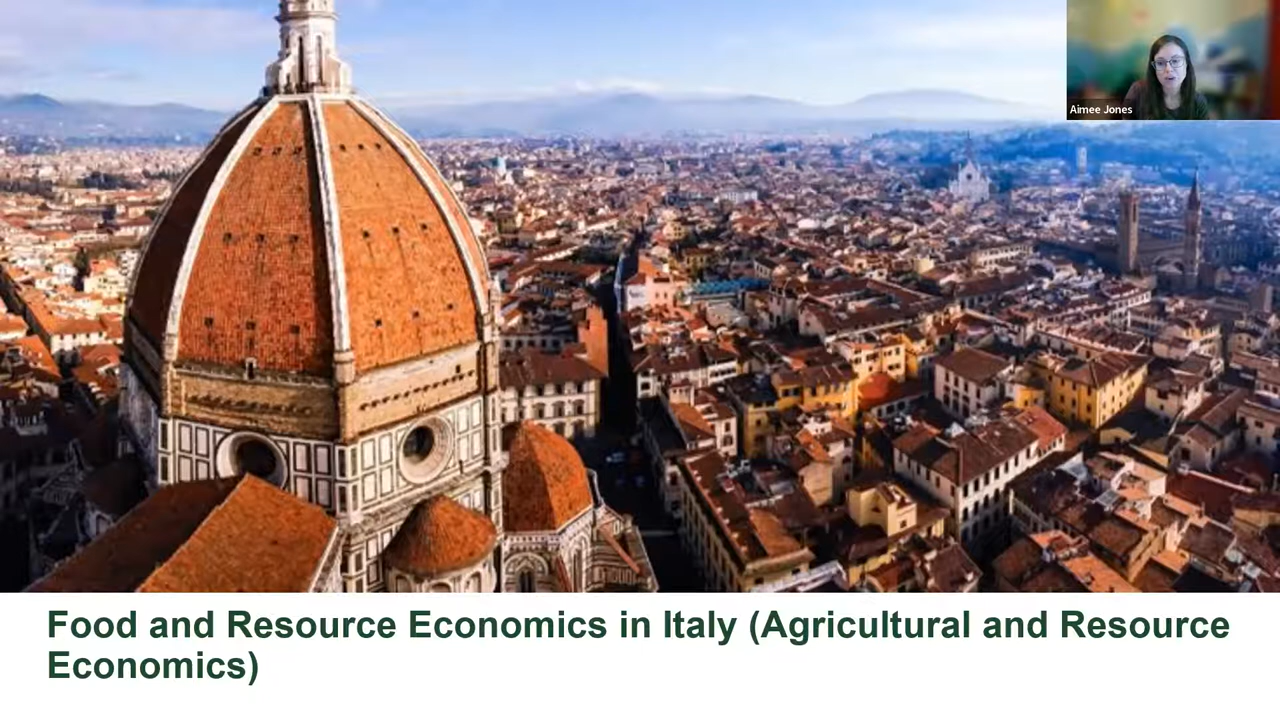 Aimee Jones
Food and Resource Economics in Italy (Agricultural and Resource
Economics)